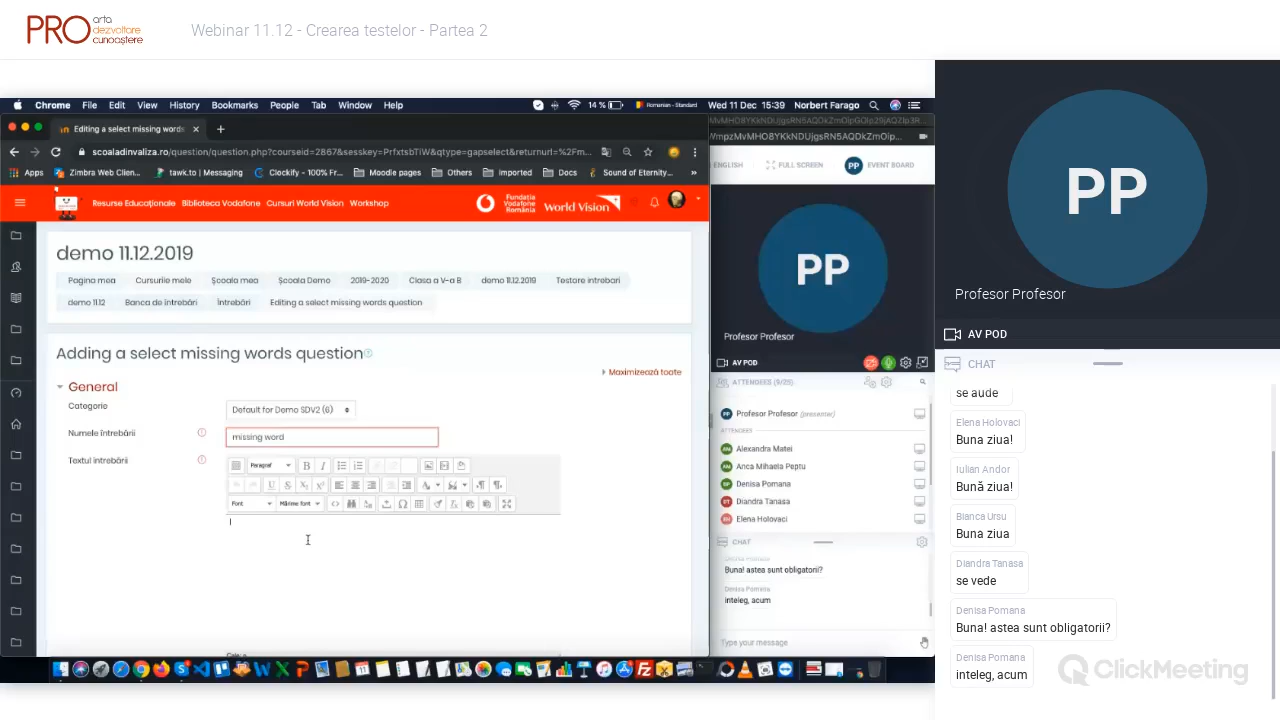 PRO arta
dezvoltare
cunoaștere
Webinar 11.12 - Crearea testelor - Partea 2
Chrome File Edit View History Bookmarks People Tab Window Help
14 % Romanian - Standard Wed 11 Dec 15:39 Norbert Farago
Editing a select missing words
scoaladinvaliza.ro/question/question.php?courseid=2867&sesskey=PrfxtsbTiW&qtype=gapselect&returnurl=%2Fm...
Apps Zimbra Web Clien... tawk.to | Messaging Clockify - 100% Fr... Moodle pages Others imported Docs Sound of Eternity... »
Resurse Educaționale Biblioteca Vodafone Cursuri World Vision Workshop
Fundația
Vodafone
România
World Vision
demo 11.12.2019
Pagina mea Cursurile mele Școala mea Școala Demo 2019-2020 Clasa a V-a B demo 11.12.2019 Testare intrebari
demo 11.12 Banca de întrebări Întrebări Editing a select missing words question
Adding a select missing words question
Maximizează toate
General
Categorie Default for Demo SDV2 (6)
Numele întrebării missing word
Textul întrebării
Paragraf
Font Mărime font
ENGLISH FULL SCREEN PP EVENT BOARD
PP
Profesor Profesor
AV POD
ATTENDEES (9/25)
PP Profesor Profesor (presenter)
ATTENDEES
Alexandra Matei
Anca Mihaela Peptu
Denisa Pomana
Diandra Tanasa
Elena Holovaci
CHAT
Buna! astea sunt obligatorii?
Denisa Pomana
inteleg, acum
Type your message
PP
Profesor Profesor
AV POD
CHAT
se aude
Elena Holovaci
Buna ziua!
Iulian Andor
Bună ziua!
Bianca Ursu
Buna ziua
Diandra Tanasa
se vede
Denisa Pomana
Buna! astea sunt obligatorii?
Denisa Pomana
inteleg, acum
ClickMeeting